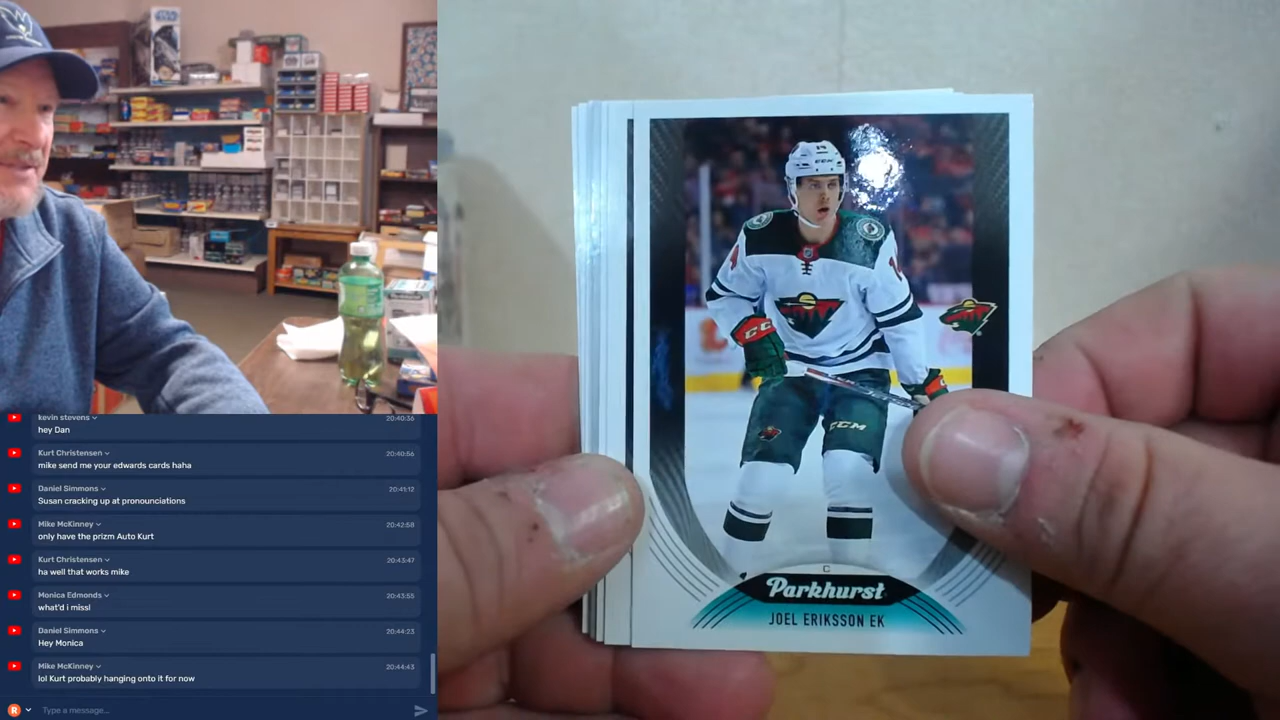 kevin stevens
20:40:36
hey Dan
Kurt Christensen
20:40:56
mike send me your edwards cards haha
Daniel Simmons
20:41:12
Susan cracking up at pronounciations
Mike McKinney
20:42:58
only have the prizm Auto Kurt
Kurt Christensen
20:43:47
ha well that works mike
Monica Edmonds
20:43:55
what'd i miss!
Daniel Simmons
20:44:23
Hey Monica
Mike McKinney
20:44:43
lol Kurt probably hanging onto it for now
R
Type a message...
14
CCM
CCM
C
Parkhurst
JOEL ERIKSSON EK